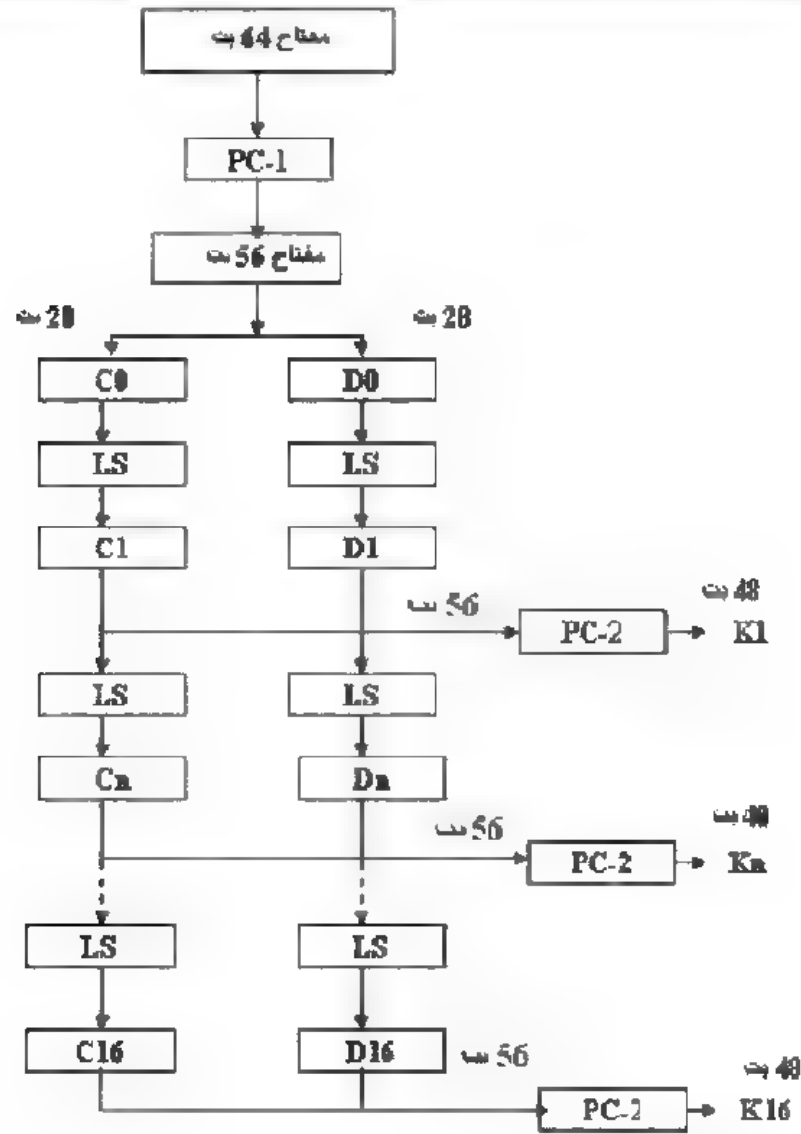 مفتاح 64 بت
PC-1
مفتاح 56 بت
28 بت 28 بت
C0 D0
LS LS
C1 D1
56 بت 48 بت
PC-2 K1
LS LS
Cn Dn
56 بت 48 بت
PC-2 Kn
LS LS
C16 D16 56 بت
48 بت
PC-2 K16